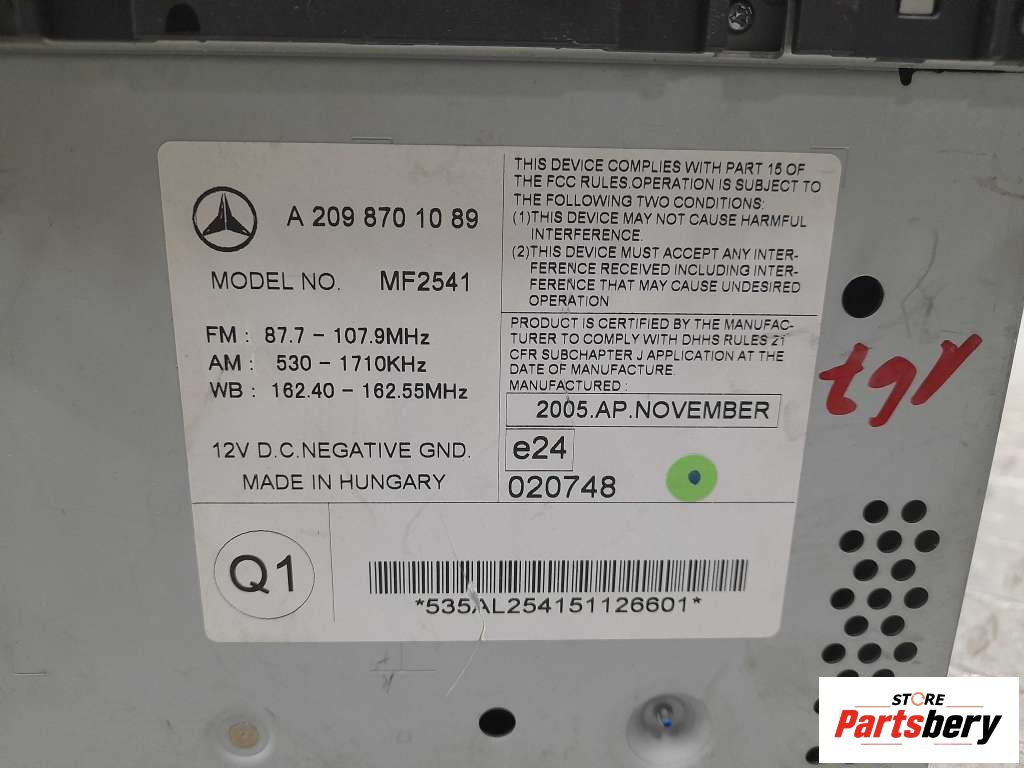 A 209 870 10 89
MODEL NO. MF2541
FM : 87.7 - 107.9MHz
AM : 530 - 1710KHz
WB : 162.40 - 162.55MHz
12V D.C.NEGATIVE GND.
MADE IN HUNGARY
THIS DEVICE COMPLIES WITH PART 15 OF
THE FCC RULES.OPERATION IS SUBJECT TO
THE FOLLOWING TWO CONDITIONS:
(1)THIS DEVICE MAY NOT CAUSE HARMFUL
INTERFERENCE.
(2)THIS DEVICE MUST ACCEPT ANY INTER-
FERENCE RECEIVED INCLUDING INTER-
FERENCE THAT MAY CAUSE UNDESIRED
OPERATION
PRODUCT IS CERTIFIED BY THE MANUFAC-
TURER TO COMPLY WITH DHHS RULES 21
CFR SUBCHAPTER J APPLICATION AT THE
DATE OF MANUFACTURE.
MANUFACTURED :
2005.AP.NOVEMBER
e24
020748
Q1
*535AL254151126601*
STORE
Partsbery